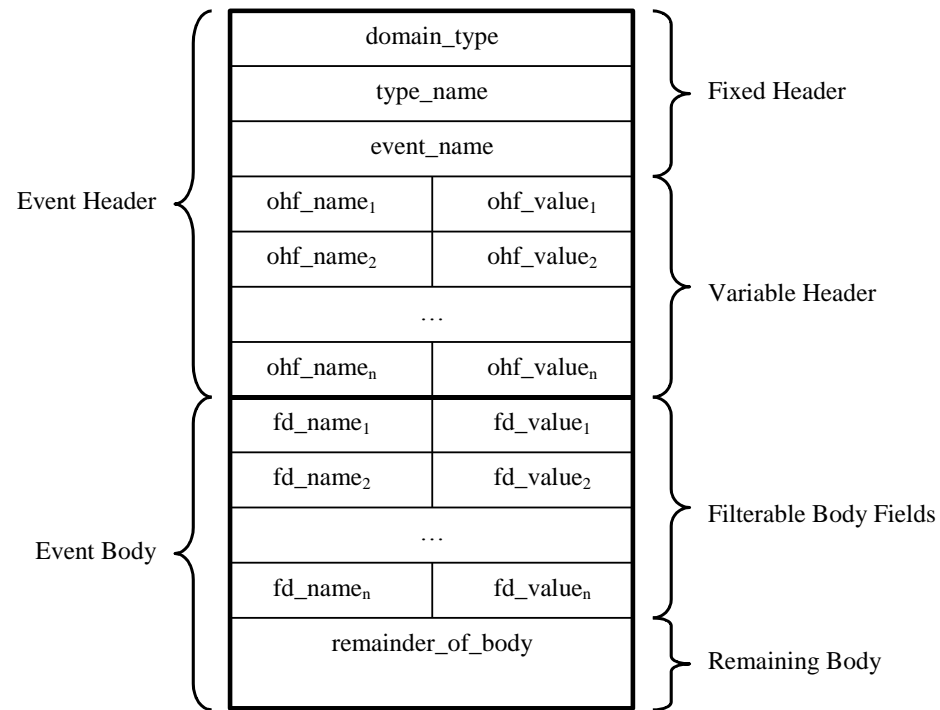 domain_type
type_name
Fixed Header
event_name
Event Header
ohf_name₁ ohf_value₁
ohf_name₂ ohf_value₂
Variable Header
…
ohf_nameₙ ohf_valueₙ
fd_name₁ fd_value₁
fd_name₂ fd_value₂
Filterable Body Fields
…
Event Body
fd_nameₙ fd_valueₙ
remainder_of_body
Remaining Body